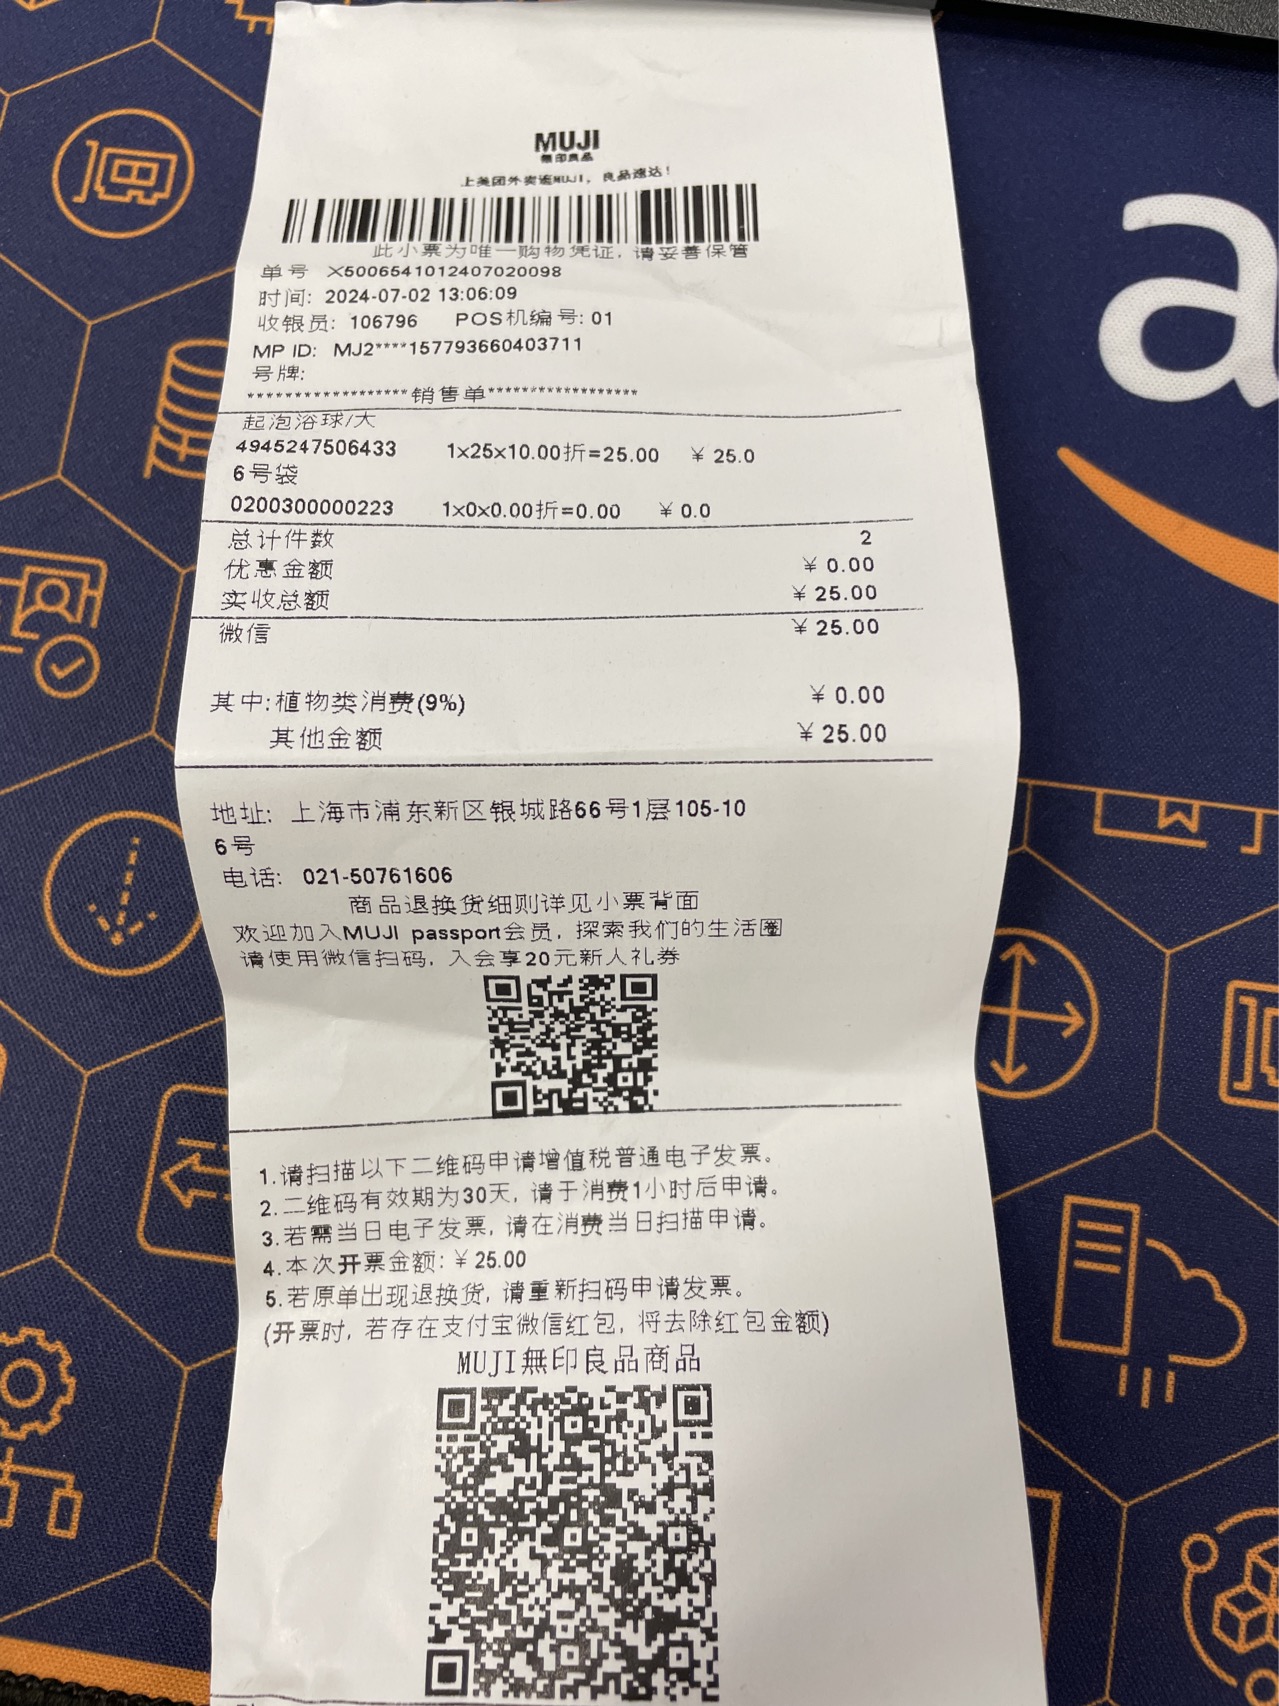 MUJI
無印良品
上美团外卖逛MUJI，良品速达！
此小票为唯一购物凭证，请妥善保管
单号 X5006541012407020098
时间: 2024-07-02 13:06:09
收银员: 106796 POS机编号: 01
MP ID: MJ2****157793660403711
号牌:
******************销售单*****************
起泡浴球/大
4945247506433 1x25x10.00折=25.00 ￥ 25.0
6号袋
0200300000223 1x0x0.00折=0.00 ￥ 0.0
总计件数 2
优惠金额 ￥ 0.00
实收总额 ￥ 25.00
微信 ￥ 25.00
其中:植物类消费(9%) ￥ 0.00
其他金额 ￥ 25.00
地址: 上海市浦东新区银城路66号1层105-10
6号
电话: 021-50761606
商品退换货细则详见小票背面
欢迎加入MUJI passport会员，探索我们的生活圈
请使用微信扫码，入会享20元新人礼券
1.请扫描以下二维码申请增值税普通电子发票。
2.二维码有效期为30天，请于消费1小时后申请。
3.若需当日电子发票，请在消费当日扫描申请。
4.本次开票金额: ￥ 25.00
5.若原单出现退换货，请重新扫码申请发票。
(开票时，若存在支付宝微信红包，将去除红包金额)
MUJI無印良品商品
a